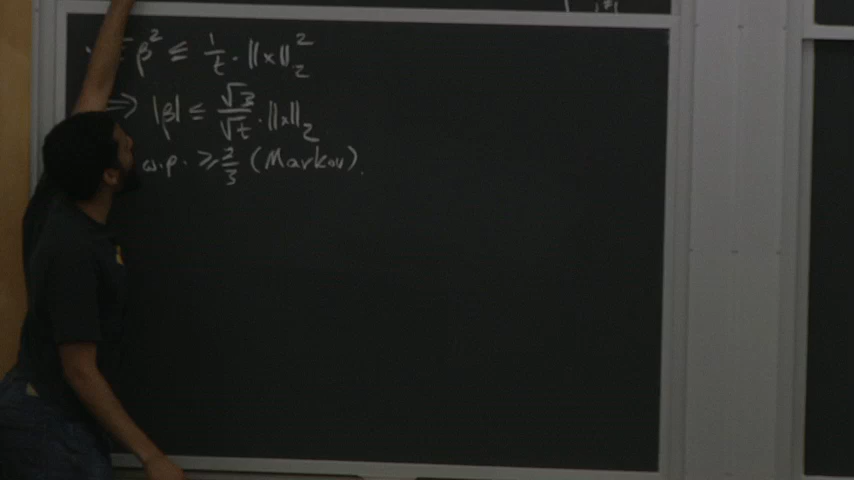 β² ≤ 1/t · ||x||₂²
⇒ |β| ≤ √3/√t · ||x||₂
w.p. ≥ 2/3 (Markov).